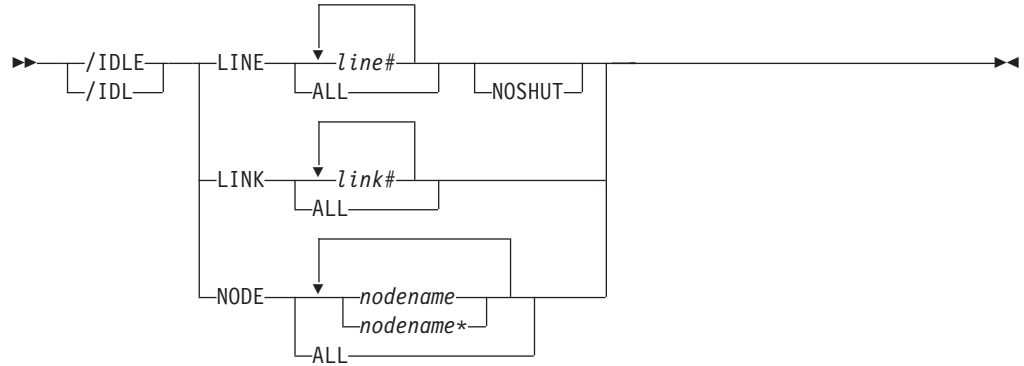 /IDLE LINE line#
/IDL ALL NOSHUT
LINK link#
ALL
NODE nodename
nodename*
ALL